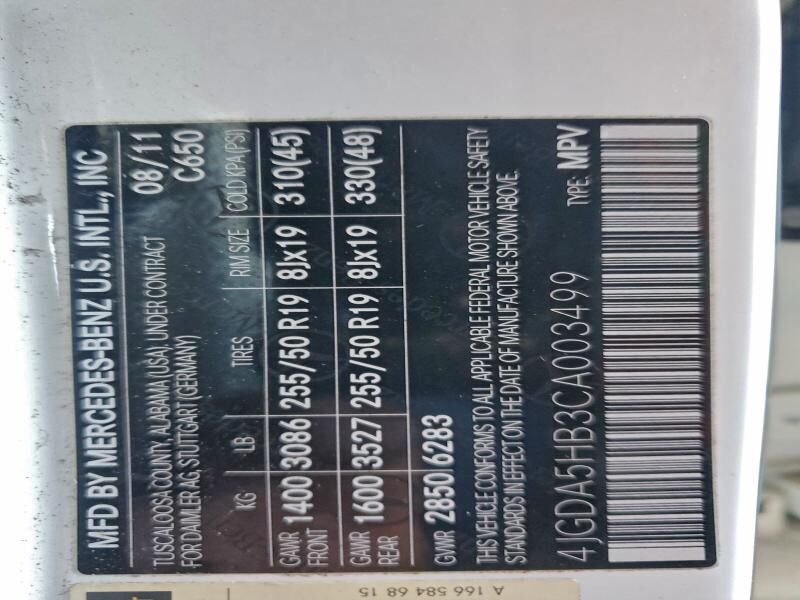 MFD BY MERCEDES-BENZ U.S. INTL., INC
TUSCALOOSA COUNTY, ALABAMA (USA), UNDER CONTRACT 08/11
FOR DAIMLER AG, STUTTGART (GERMANY) C650
KG LB TIRES RIM SIZE COLD KPA(PSI)
GAWR FRONT 1400 3086 255/50 R19 8Jx19 310(45)
GAWR REAR 1600 3527 255/50 R19 8Jx19 330(48)
GVWR 2850 6283
THIS VEHICLE CONFORMS TO ALL APPLICABLE FEDERAL MOTOR VEHICLE SAFETY
STANDARDS IN EFFECT ON THE DATE OF MANUFACTURE SHOWN ABOVE.
4JGDA5HB3CA003499 TYPE: MPV
A 166 584 68 15